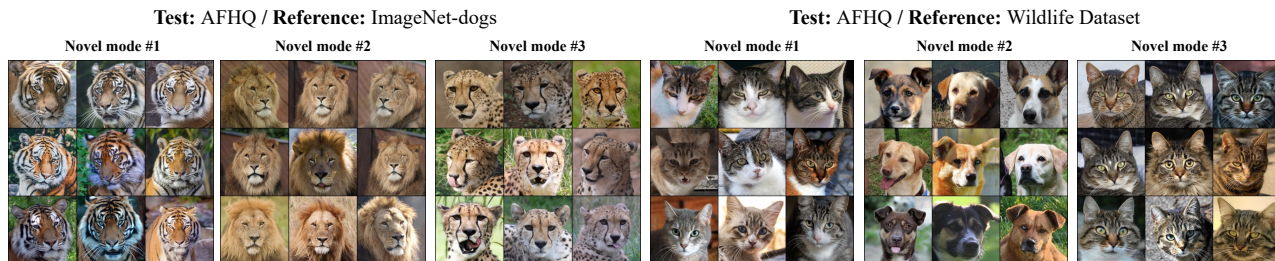 Test: AFHQ / Reference: ImageNet-dogs
Novel mode #1 Novel mode #2 Novel mode #3
Test: AFHQ / Reference: Wildlife Dataset
Novel mode #1 Novel mode #2 Novel mode #3